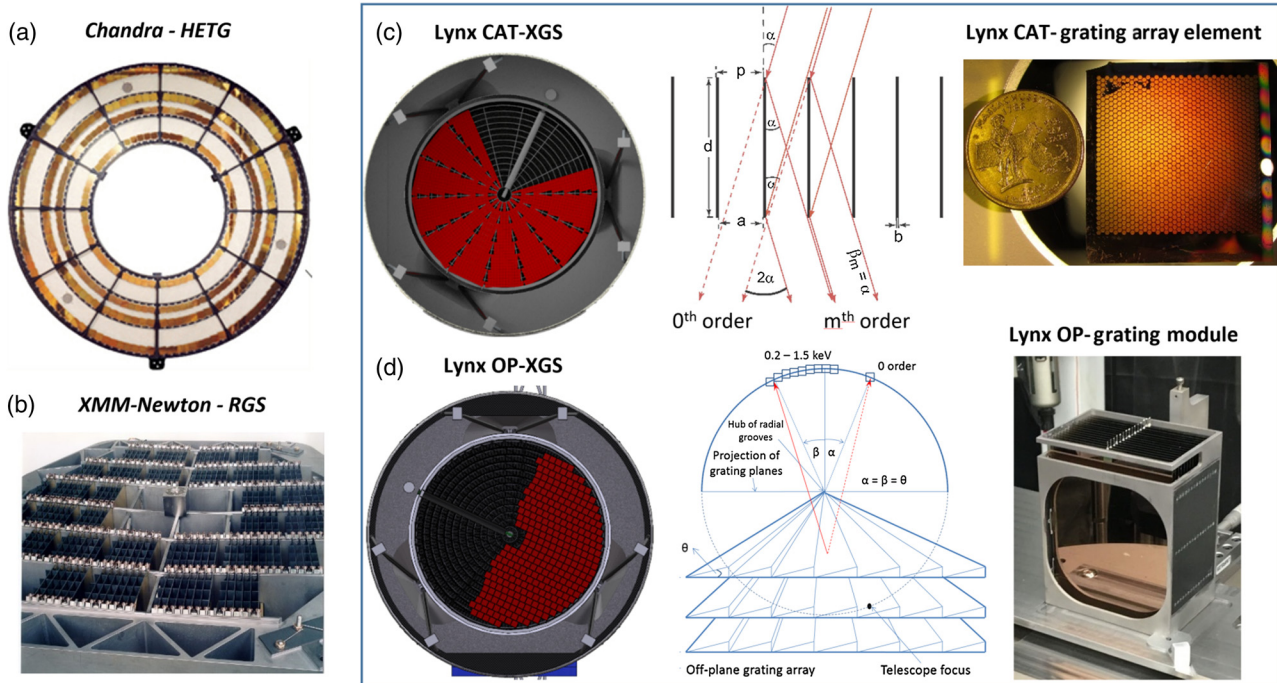 (a)
Chandra - HETG
(b)
XMM-Newton - RGS
(c)
Lynx CAT-XGS
α
p
α
d
α
a
b
2α
βm = α
0th order
mth order
Lynx CAT- grating array element
(d)
Lynx OP-XGS
0.2 – 1.5 keV
0 order
Hub of radial
grooves
β
α
Projection of
grating planes
α = β = θ
θ
Off-plane grating array
Telescope focus
Lynx OP- grating module